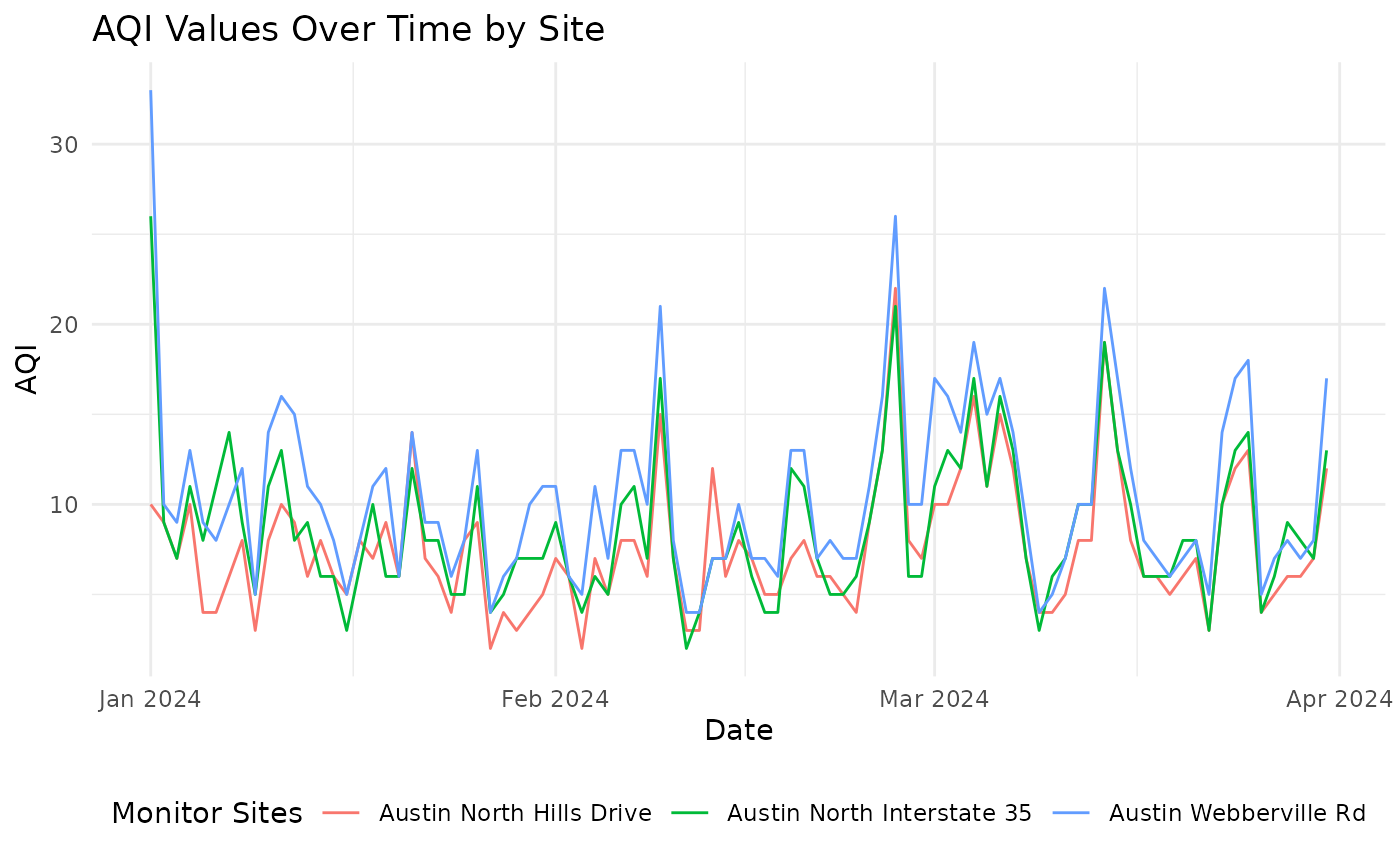 AQI Values Over Time by Site
30
20
10
AQI
Jan 2024 Feb 2024 Mar 2024 Apr 2024
Date
Monitor Sites Austin North Hills Drive Austin North Interstate 35 Austin Webberville Rd